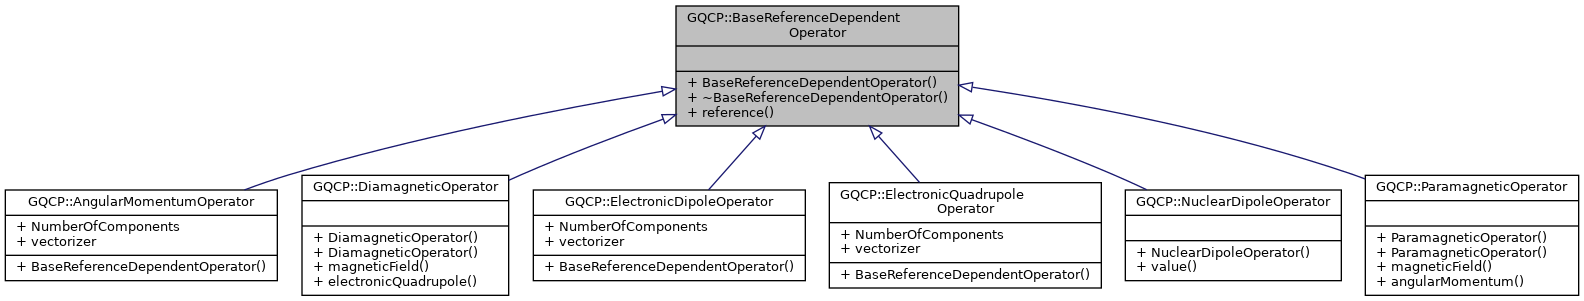 GQCP::BaseReferenceDependent
Operator
+ BaseReferenceDependentOperator()
+ ~BaseReferenceDependentOperator()
+ reference()
GQCP::AngularMomentumOperator
+ NumberOfComponents
+ vectorizer
+ BaseReferenceDependentOperator()
GQCP::DiamagneticOperator
+ DiamagneticOperator()
+ DiamagneticOperator()
+ magneticField()
+ electronicQuadrupole()
GQCP::ElectronicDipoleOperator
+ NumberOfComponents
+ vectorizer
+ BaseReferenceDependentOperator()
GQCP::ElectronicQuadrupole
Operator
+ NumberOfComponents
+ vectorizer
+ BaseReferenceDependentOperator()
GQCP::NuclearDipoleOperator
+ NuclearDipoleOperator()
+ value()
GQCP::ParamagneticOperator
+ ParamagneticOperator()
+ ParamagneticOperator()
+ magneticField()
+ angularMomentum()